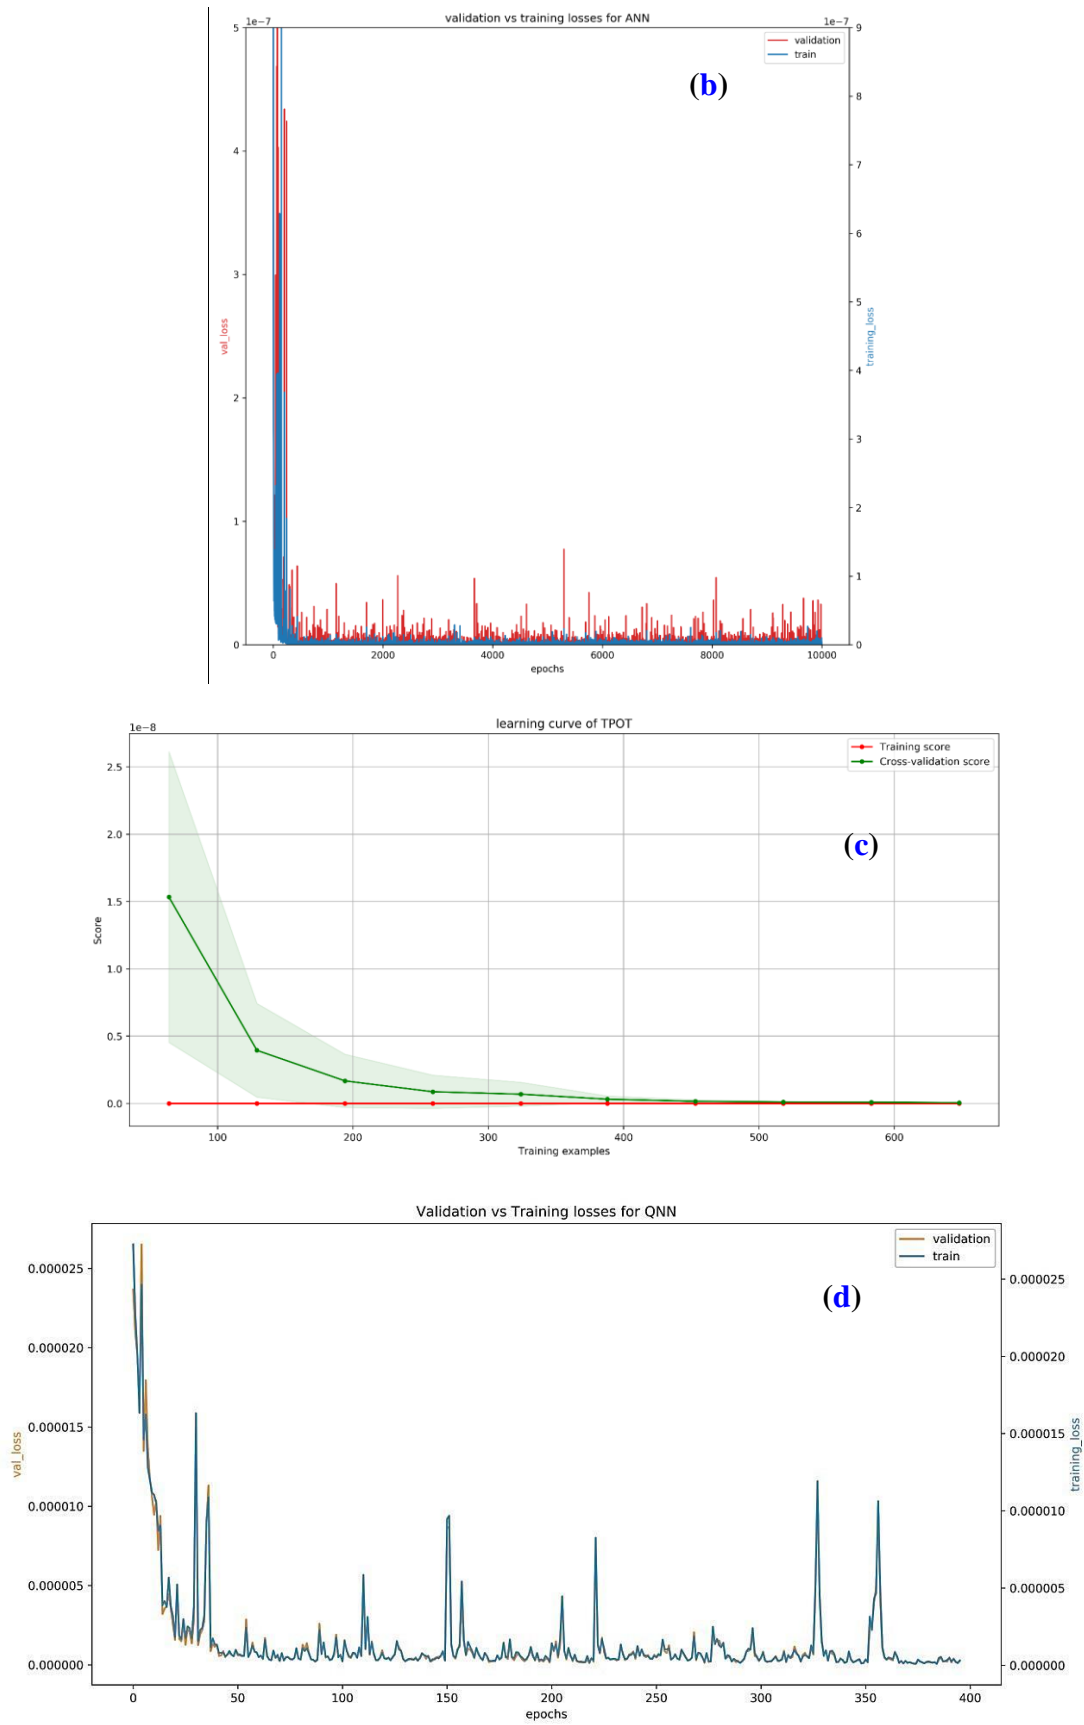 validation vs training losses for ANN
1e−7
1e−7
validation
train
(b)
5
4
3
2
1
0
val_loss
9
8
7
6
5
4
3
2
1
0
training_loss
0 2000 4000 6000 8000 10000
epochs
learning curve of TPOT
1e−8
Training score
Cross-validation score
(c)
2.5
2.0
1.5
1.0
0.5
0.0
Score
100 200 300 400 500 600
Training examples
Validation vs Training losses for QNN
validation
train
(d)
0.000025
0.000020
0.000015
0.000010
0.000005
0.000000
val_loss
0.000025
0.000020
0.000015
0.000010
0.000005
0.000000
training_loss
0 50 100 150 200 250 300 350 400
epochs